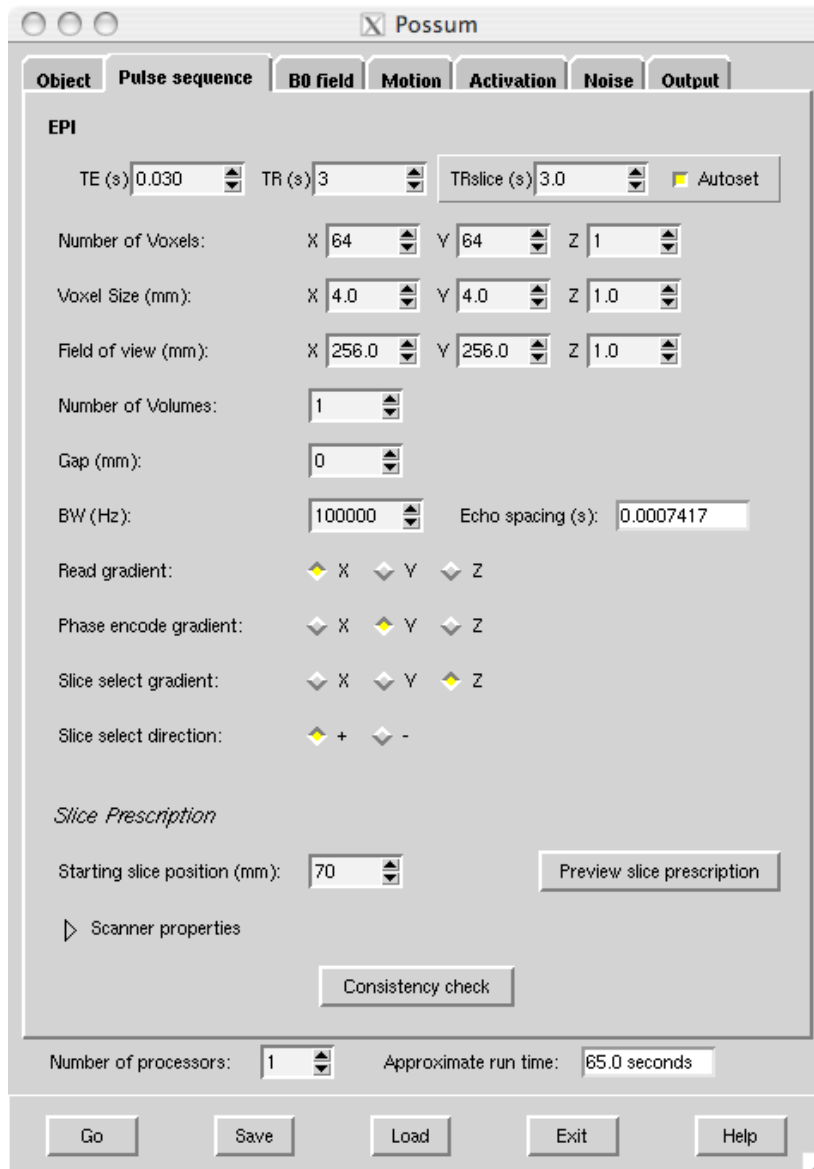 X Possum
Object Pulse sequence B0 field Motion Activation Noise Output
EPI
TE (s) 0.030 TR (s) 3 TRslice (s) 3.0 Autoset
Number of Voxels: X 64 Y 64 Z 1
Voxel Size (mm): X 4.0 Y 4.0 Z 1.0
Field of view (mm): X 256.0 Y 256.0 Z 1.0
Number of Volumes: 1
Gap (mm): 0
BW (Hz): 100000 Echo spacing (s): 0.0007417
Read gradient: X Y Z
Phase encode gradient: X Y Z
Slice select gradient: X Y Z
Slice select direction: + -
Slice Prescription
Starting slice position (mm): 70 Preview slice prescription
Scanner properties
Consistency check
Number of processors: 1 Approximate run time: 65.0 seconds
Go Save Load Exit Help